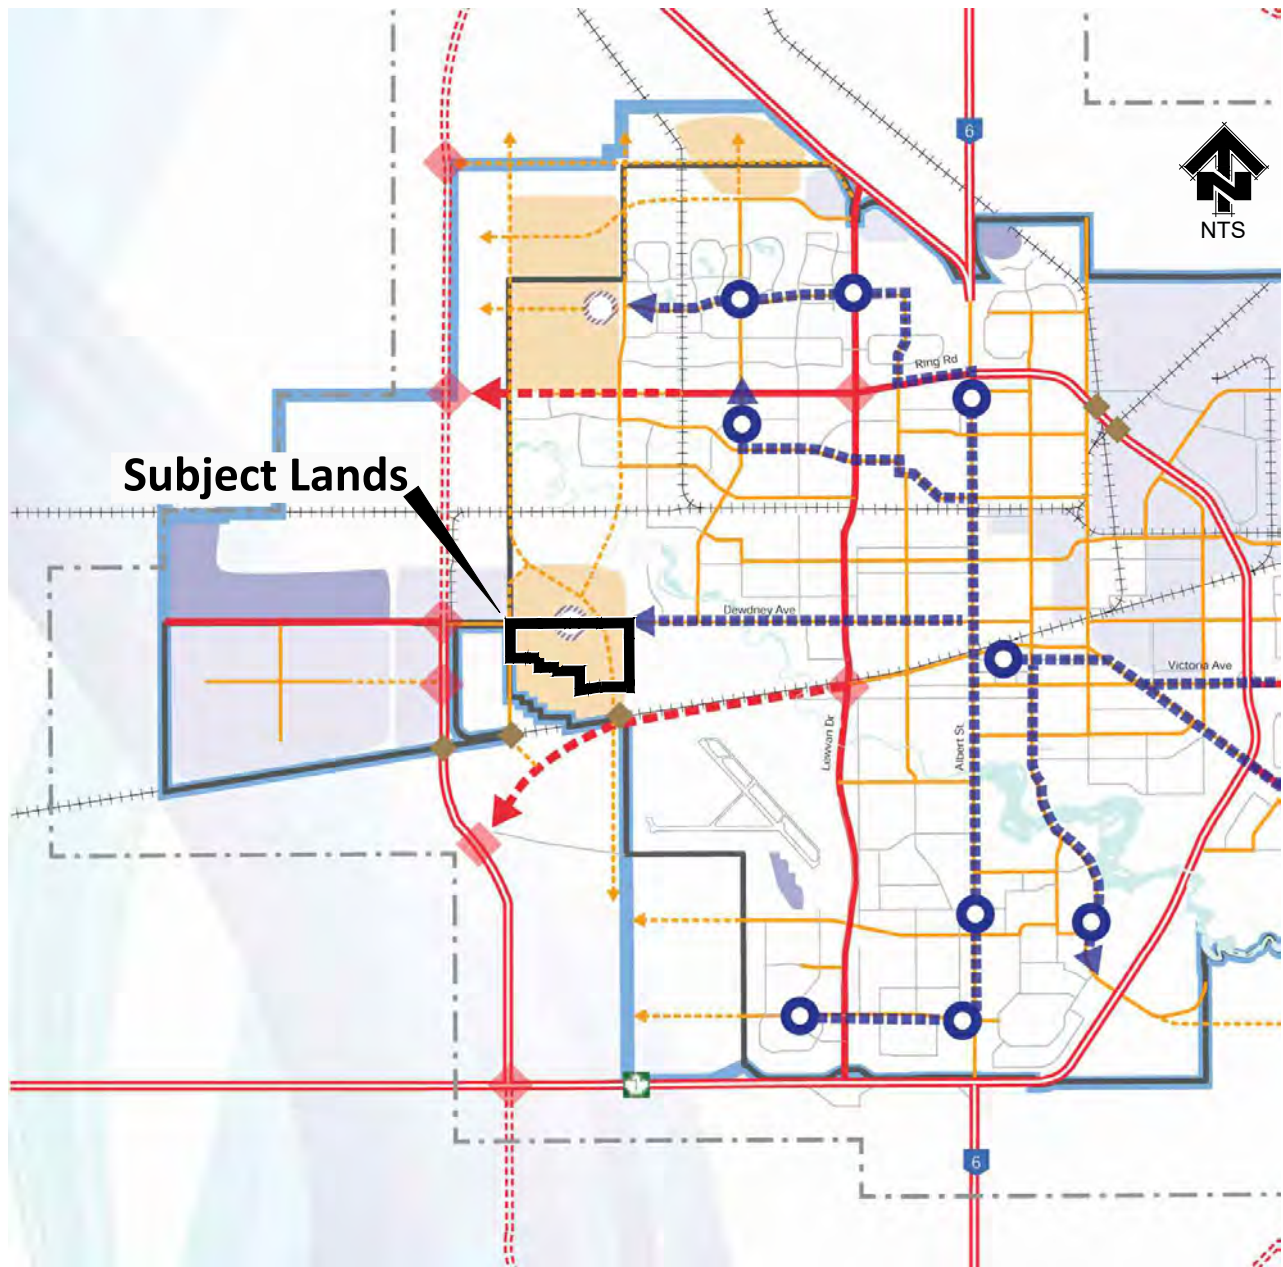 6
N
NTS
Ring Rd
Subject Lands
Dewdney Ave
Victoria Ave
Lewvan Dr
Albert St.
1
6